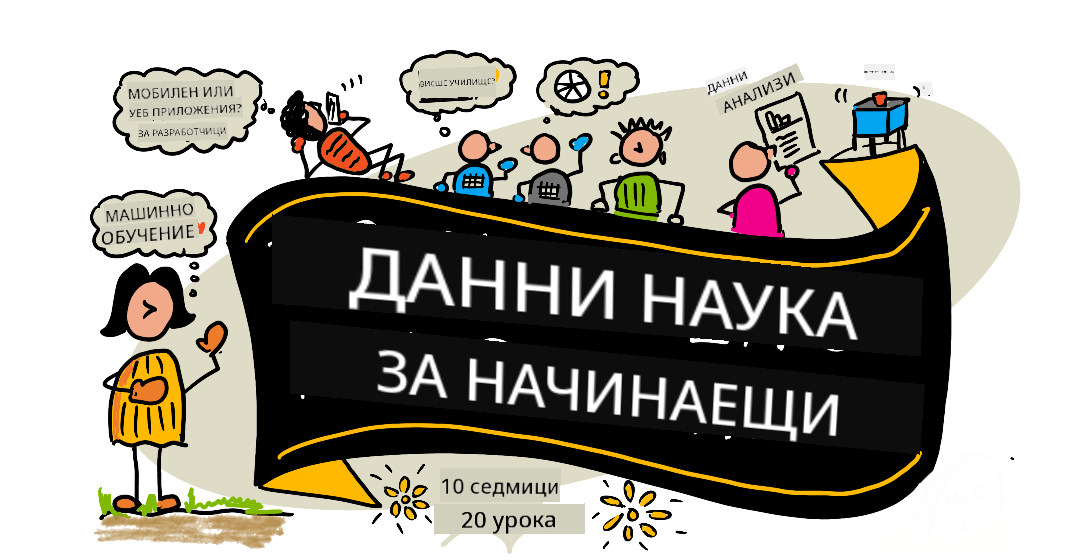 МОБИЛЕН ИЛИ
УЕБ ПРИЛОЖЕНИЯ?
ЗА РАЗРАБОТЧИЦИ
ВИСШЕ УЧИЛИЩЕ?
ДАННИ
АНАЛИЗИ
МАШИННО
ОБУЧЕНИЕ
ДАННИ НАУКА
ЗА НАЧИНАЕЩИ
10 седмици
20 урока